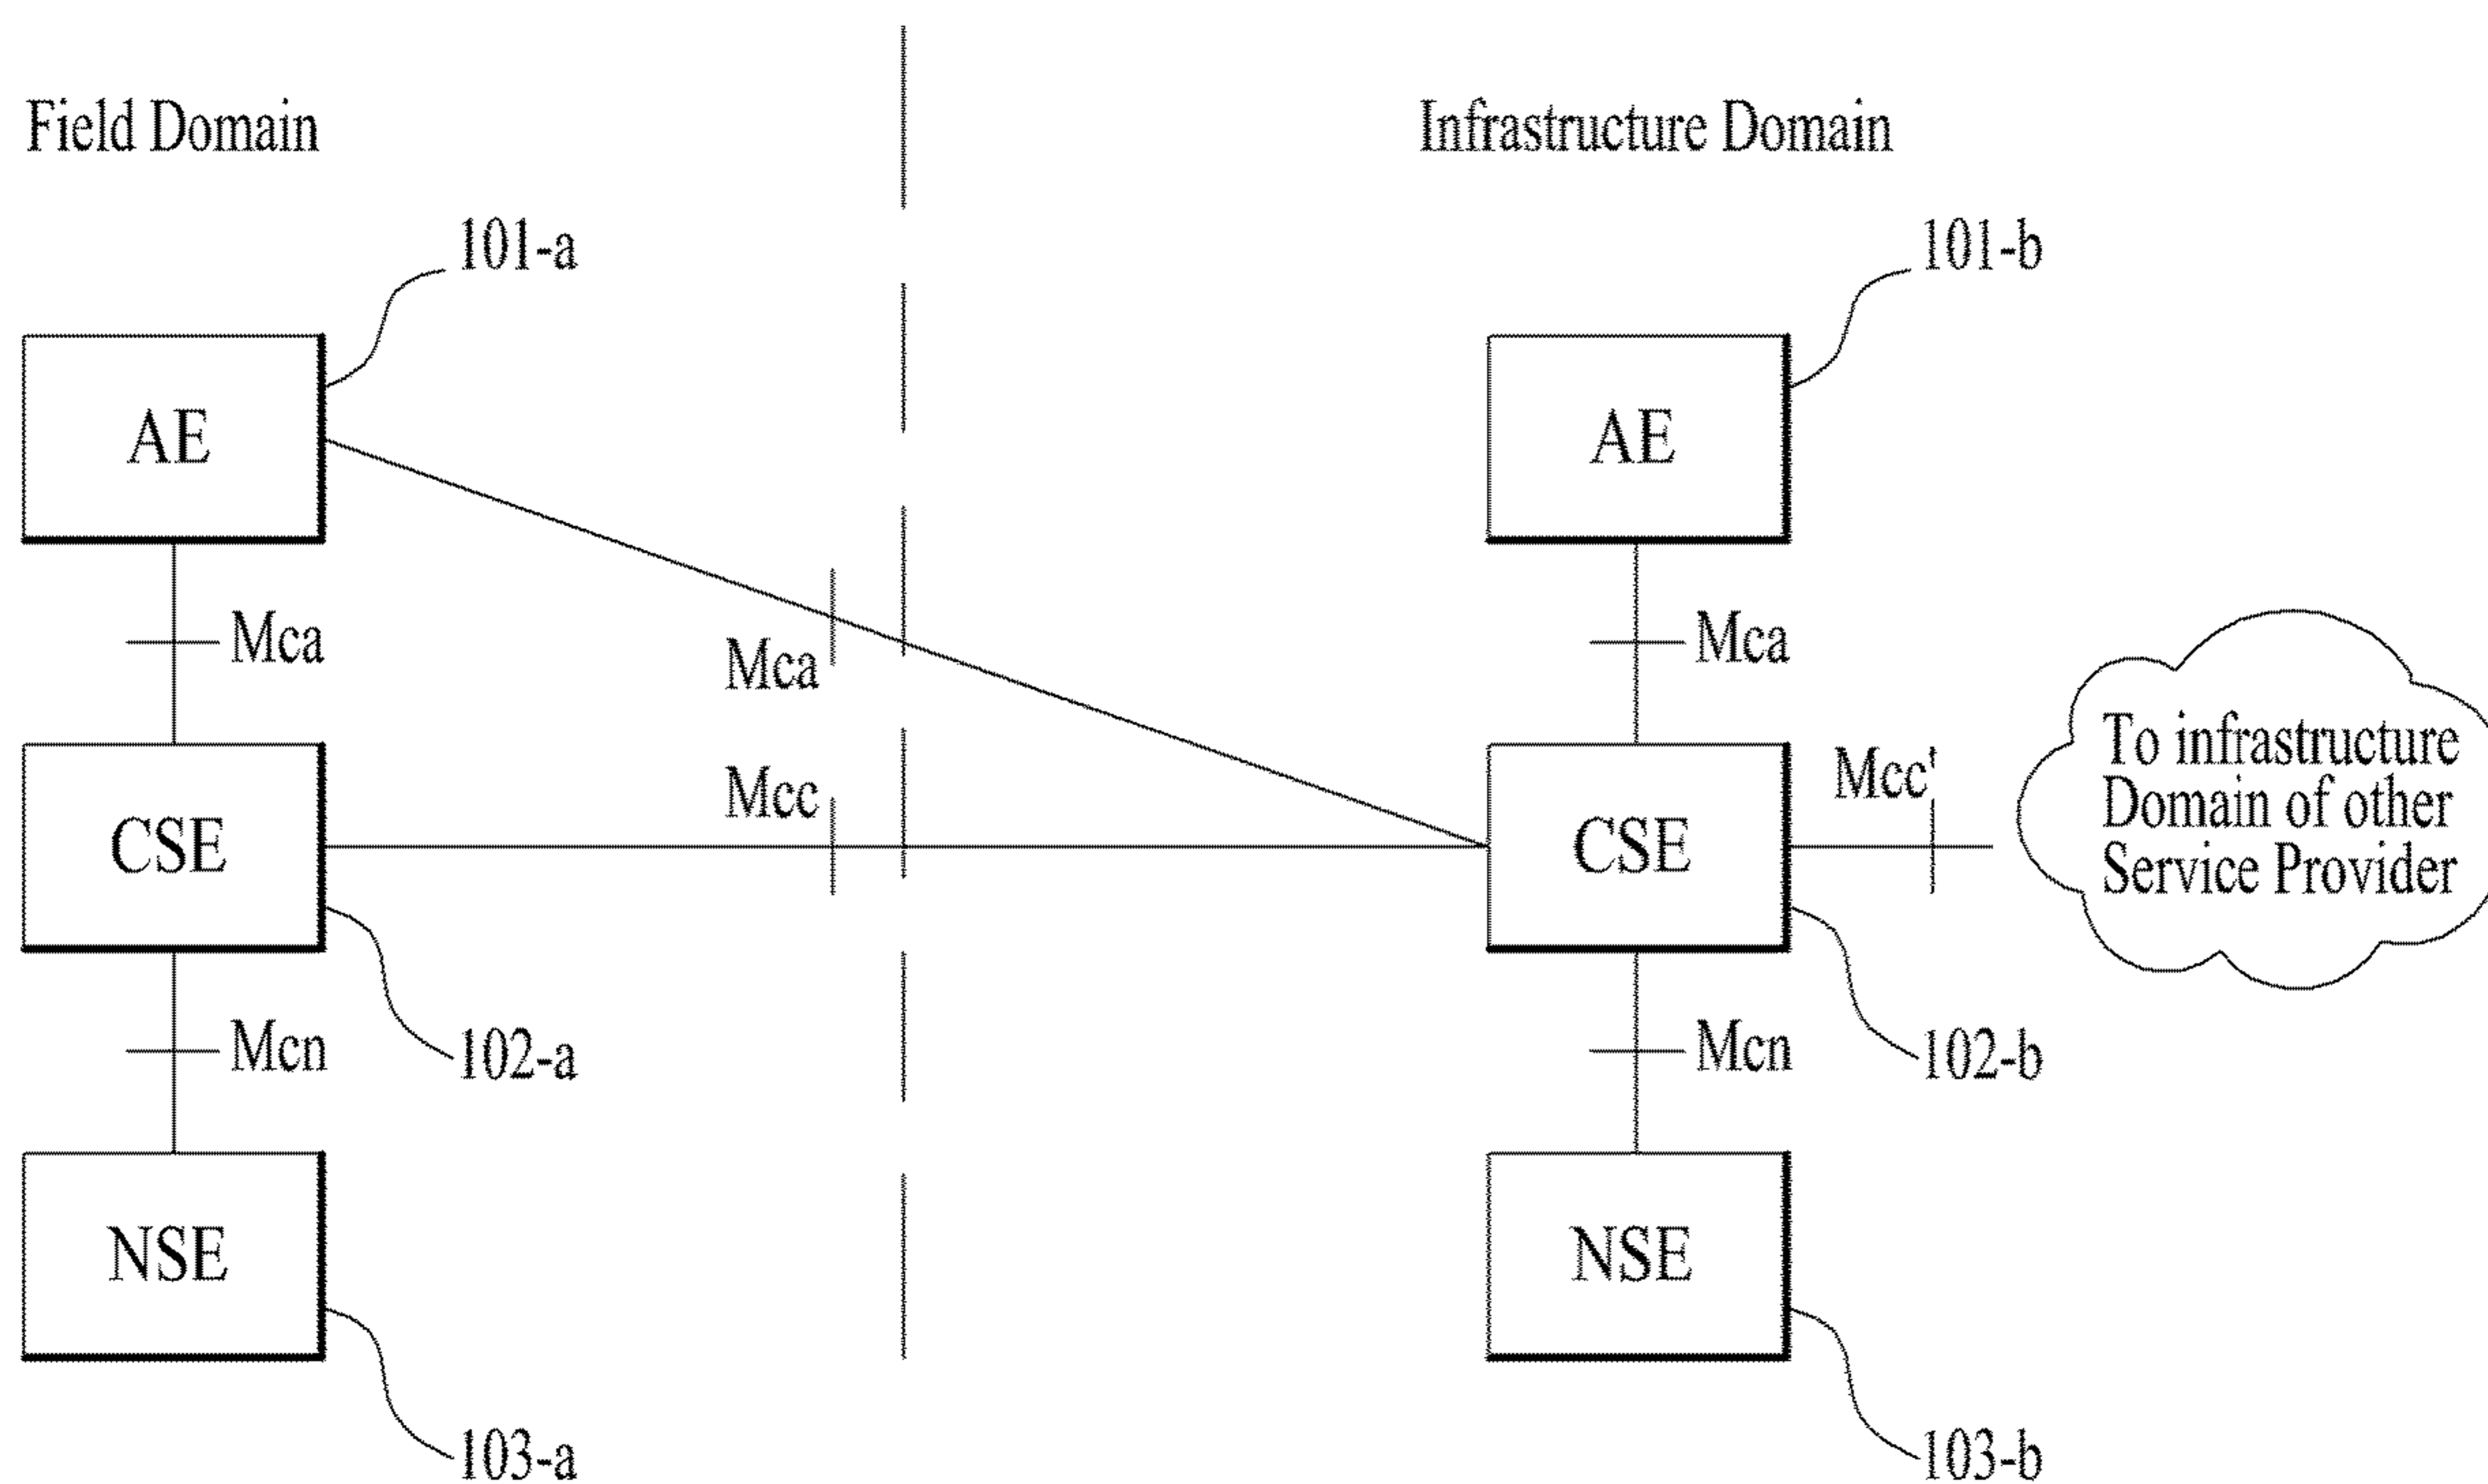 Field Domain
Infrastructure Domain
101-a
101-b
AE
AE
Mca
Mca
Mca
To infrastructure
Domain of other
Service Provider
Mcc
Mcc'
CSE
CSE
Mcn
102-a
Mcn
102-b
NSE
NSE
103-a
103-b